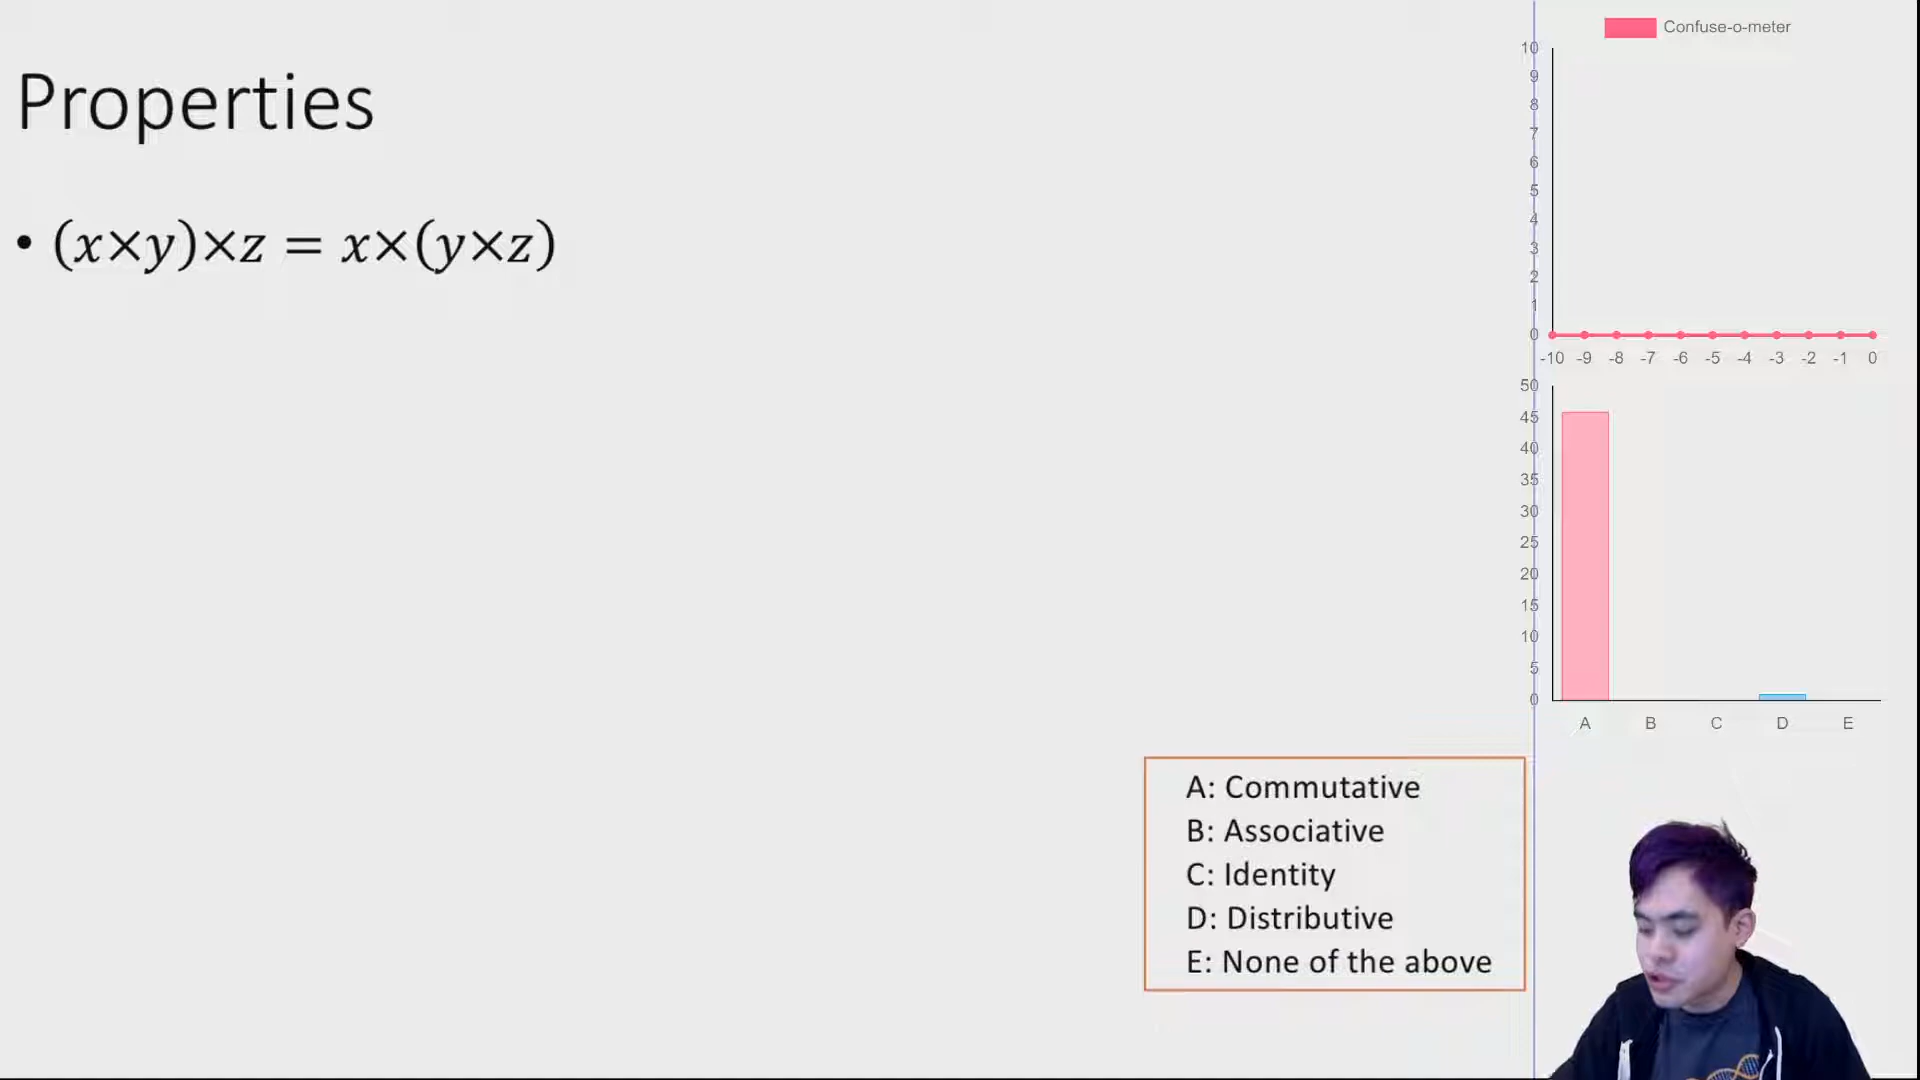 Properties
• (x×y)×z = x×(y×z)
A: Commutative
B: Associative
C: Identity
D: Distributive
E: None of the above
Confuse-o-meter
10
9
8
7
6
5
4
3
2
1
0
-10 -9 -8 -7 -6 -5 -4 -3 -2 -1 0
50
45
40
35
30
25
20
15
10
5
0
A B C D E